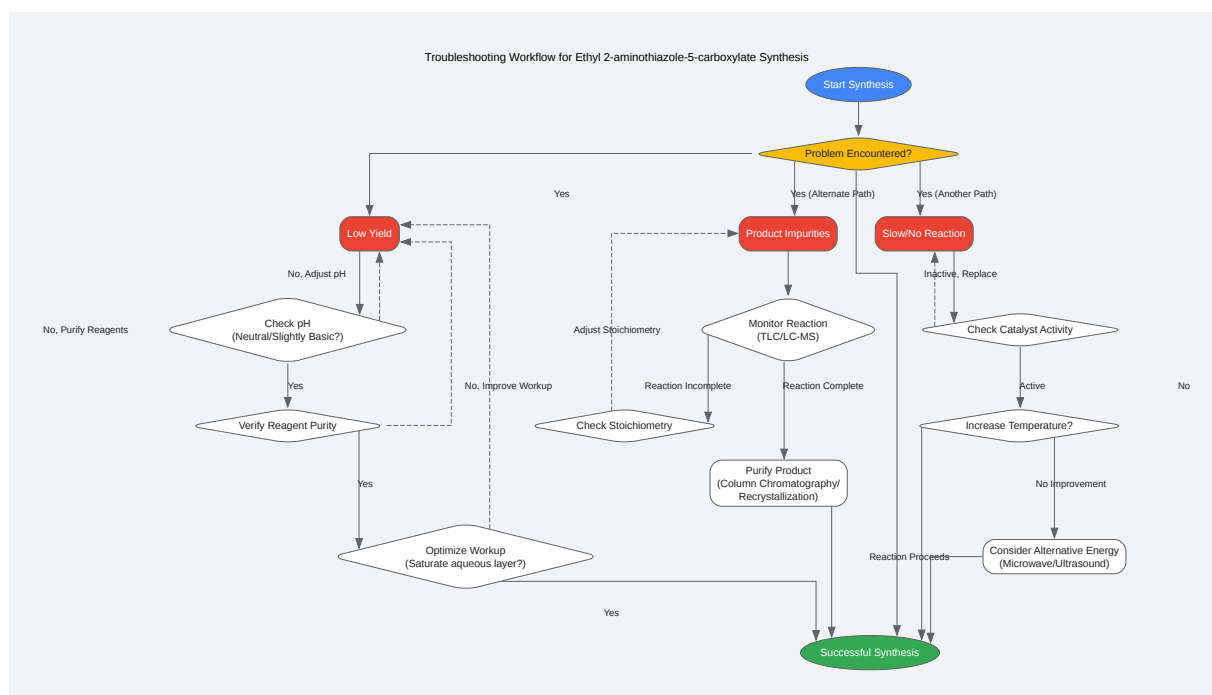 Troubleshooting Workflow for Ethyl 2-aminothiazole-5-carboxylate Synthesis
Start Synthesis
Problem Encountered?
Yes
Yes (Alternate Path)
Yes (Another Path)
Low Yield
Product Impurities
Slow/No Reaction
No, Adjust pH
Inactive, Replace
No, Purify Reagents
Check pH
(Neutral/Slightly Basic?)
Adjust Stoichiometry
Monitor Reaction
(TLC/LC-MS)
Check Catalyst Activity
Yes
No, Improve Workup
Reaction Incomplete
Reaction Complete
Active
No
Verify Reagent Purity
Check Stoichiometry
Increase Temperature?
Yes
Purify Product
(Column Chromatography/
Recrystallization)
No Improvement
Optimize Workup
(Saturate aqueous layer?)
Reaction Proceeds
Consider Alternative Energy
(Microwave/Ultrasound)
Yes
Successful Synthesis